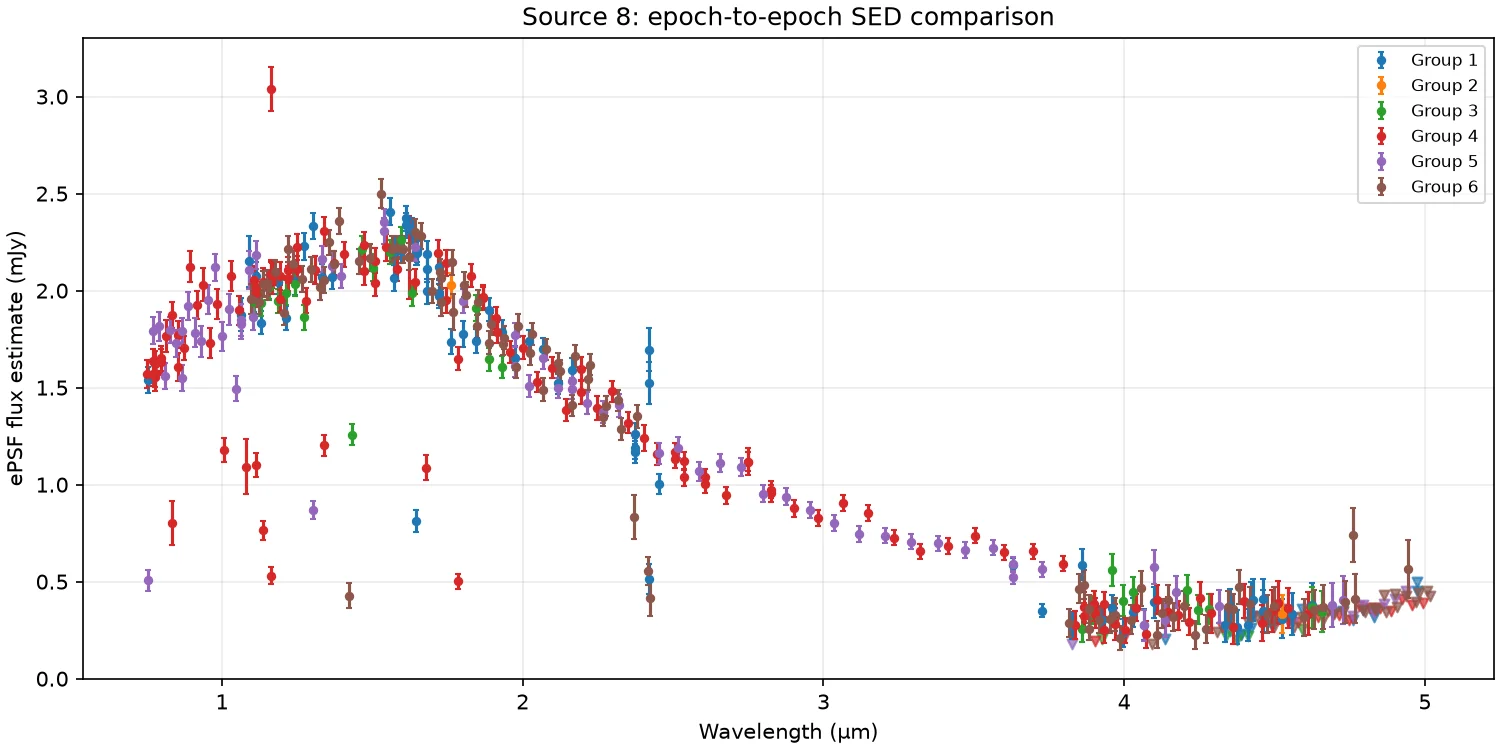 Source 8: epoch-to-epoch SED comparison
ePSF flux estimate (mJy)
3.0
2.5
2.0
1.5
1.0
0.5
0.0
Group 1
Group 2
Group 3
Group 4
Group 5
Group 6
1 2 3 4 5
Wavelength (µm)